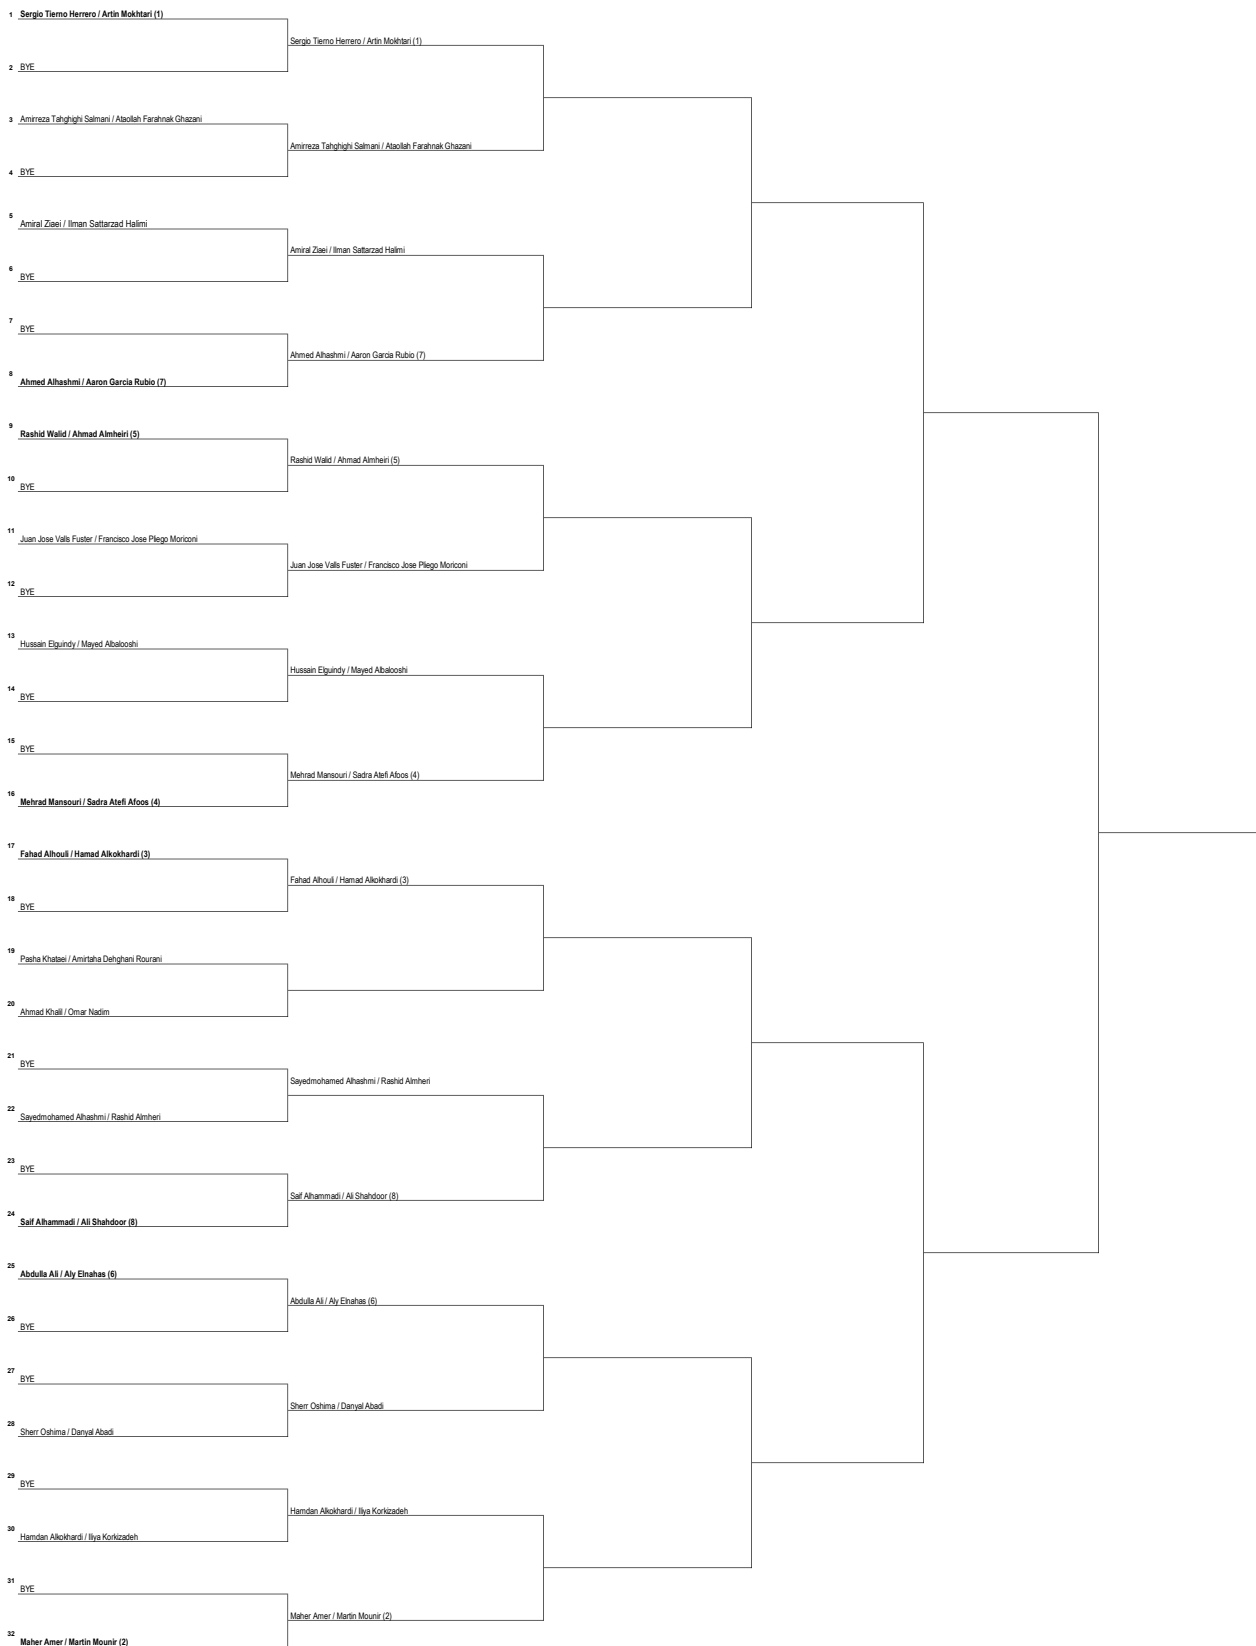 1 Sergio Tierno Herrero / Artin Mokhtari (1)
Sergio Tierno Herrero / Artin Mokhtari (1)
2 BYE
3 Amirreza Tahghighi Salmani / Ataollah Farahnak Ghazani
Amirreza Tahghighi Salmani / Ataollah Farahnak Ghazani
4 BYE
5 Amiral Ziaei / Ilman Sattarzad Halimi
Amiral Ziaei / Ilman Sattarzad Halimi
6 BYE
7 BYE
Ahmed Alhashmi / Aaron Garcia Rubio (7)
8 Ahmed Alhashmi / Aaron Garcia Rubio (7)
9 Rashid Walid / Ahmad Almheiri (5)
Rashid Walid / Ahmad Almheiri (5)
10 BYE
11 Juan Jose Valls Fuster / Francisco Jose Pliego Moriconi
Juan Jose Valls Fuster / Francisco Jose Pliego Moriconi
12 BYE
13 Hussain Elguindy / Mayed Albalooshi
Hussain Elguindy / Mayed Albalooshi
14 BYE
15 BYE
Mehrad Mansouri / Sadra Atefi Afoos (4)
16 Mehrad Mansouri / Sadra Atefi Afoos (4)
17 Fahad Alhouli / Hamad Alkokhardi (3)
Fahad Alhouli / Hamad Alkokhardi (3)
18 BYE
19 Pasha Khataei / Amirtaha Dehghani Rourani
20 Ahmad Khalil / Omar Nadim
21 BYE
Sayedmohamed Alhashmi / Rashid Almheri
22 Sayedmohamed Alhashmi / Rashid Almheri
23 BYE
Saif Alhammadi / Ali Shahdoor (8)
24 Saif Alhammadi / Ali Shahdoor (8)
25 Abdulla Ali / Aly Elnahas (6)
Abdulla Ali / Aly Elnahas (6)
26 BYE
27 BYE
Sherr Oshima / Danyal Abadi
28 Sherr Oshima / Danyal Abadi
29 BYE
Hamdan Alkokhardi / Iliya Korkizadeh
30 Hamdan Alkokhardi / Iliya Korkizadeh
31 BYE
Maher Amer / Martin Mounir (2)
32 Maher Amer / Martin Mounir (2)